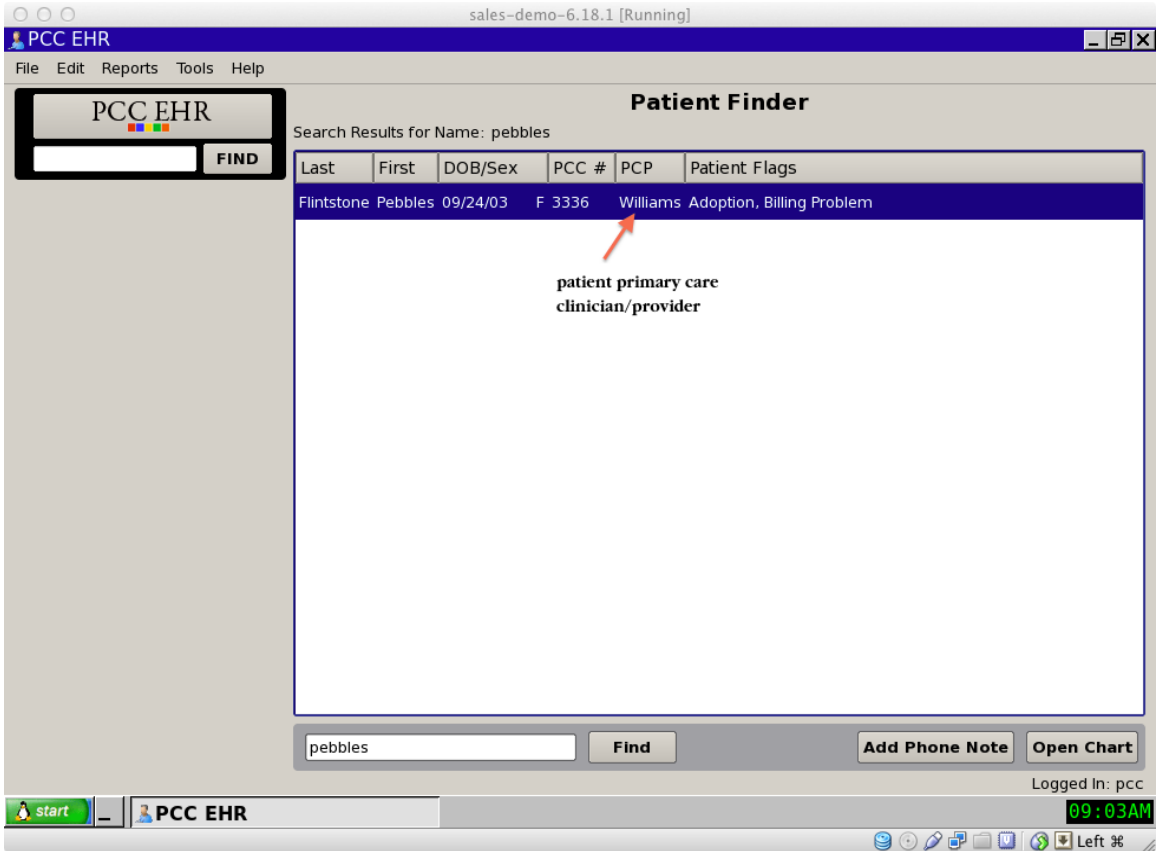 sales-demo-6.18.1 [Running]
PCC EHR
File Edit Reports Tools Help
PCC EHR
FIND
Patient Finder
Search Results for Name: pebbles
Last First DOB/Sex PCC # PCP Patient Flags
Flintstone Pebbles 09/24/03 F 3336 Williams Adoption, Billing Problem
patient primary care
clinician/provider
pebbles Find Add Phone Note Open Chart
Logged In: pcc
start _ PCC EHR 09:03AM
Left ⌘